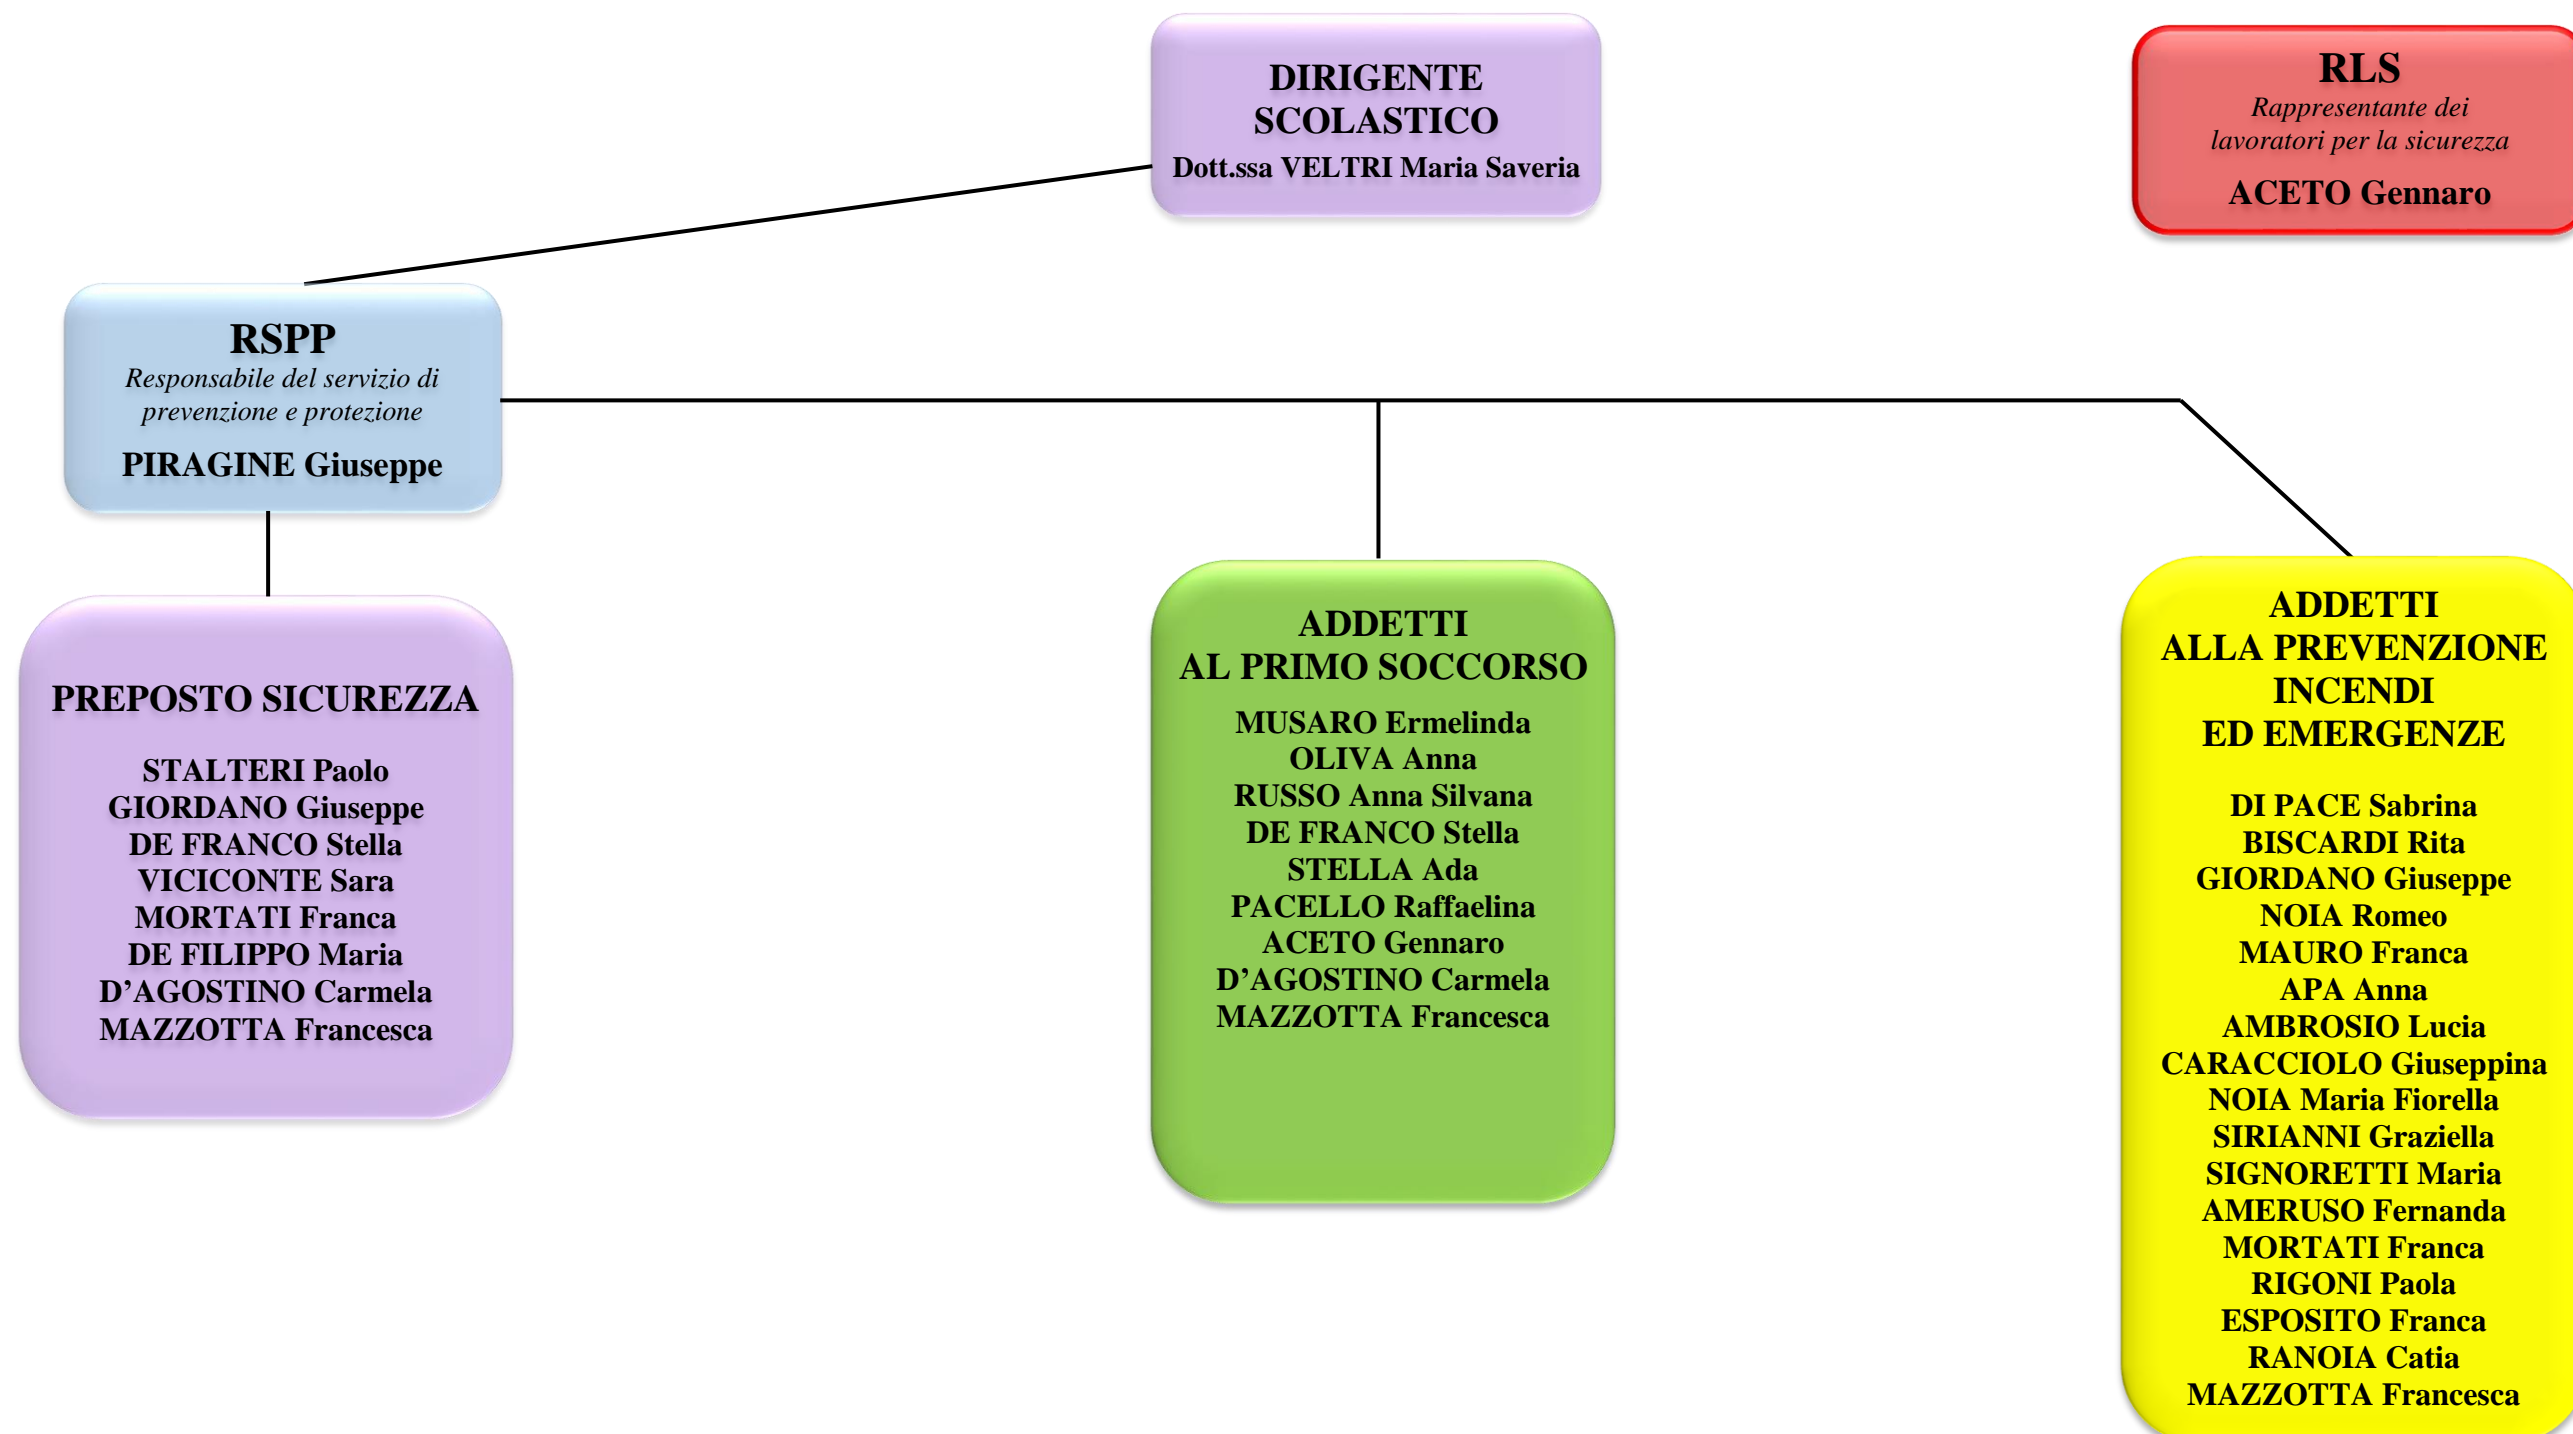 DIRIGENTE
SCOLASTICO
Dott.ssa VELTRI Maria Saveria
RLS
Rappresentante dei
lavoratori per la sicurezza
ACETO Gennaro
RSPP
Responsabile del servizio di
prevenzione e protezione
PIRAGINE Giuseppe
PREPOSTO SICUREZZA
STALTERI Paolo
GIORDANO Giuseppe
DE FRANCO Stella
VICICONTE Sara
MORTATI Franca
DE FILIPPO Maria
D’AGOSTINO Carmela
MAZZOTTA Francesca
ADDETTI
AL PRIMO SOCCORSO
MUSARO Ermelinda
OLIVA Anna
RUSSO Anna Silvana
DE FRANCO Stella
STELLA Ada
PACELLO Raffaelina
ACETO Gennaro
D’AGOSTINO Carmela
MAZZOTTA Francesca
ADDETTI
ALLA PREVENZIONE
INCENDI
ED EMERGENZE
DI PACE Sabrina
BISCARDI Rita
GIORDANO Giuseppe
NOIA Romeo
MAURO Franca
APA Anna
AMBROSIO Lucia
CARACCIOLO Giuseppina
NOIA Maria Fiorella
SIRIANNI Graziella
SIGNORETTI Maria
AMERUSO Fernanda
MORTATI Franca
RIGONI Paola
ESPOSITO Franca
RANOIA Catia
MAZZOTTA Francesca